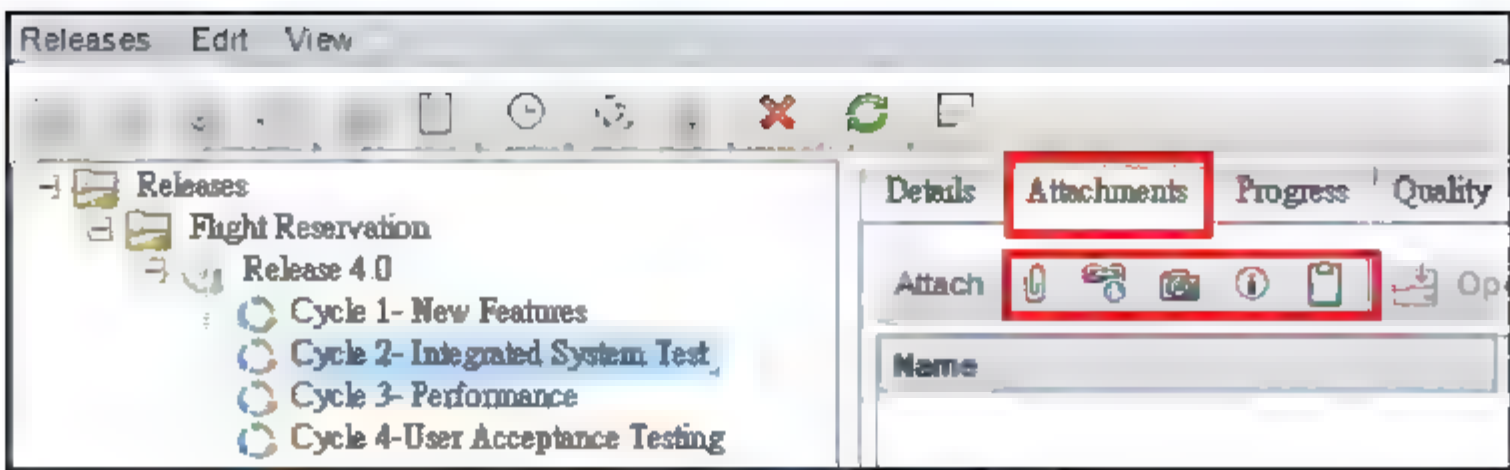 Releases Edit View
Releases
Flight Reservation
Release 4.0
Cycle 1- New Features
Cycle 2- Integrated System Test
Cycle 3- Performance
Cycle 4-User Acceptance Testing
Details Attachments Progress Quality
Attach
Name